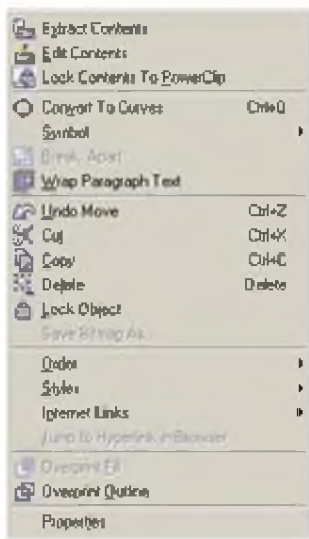 Extract Contents
Edit Contents
Lock Contents To PowerClip
Convert To Curves Ctrl+Q
Symbol
Break Apart
Wrap Paragraph Text
Undo Move Ctrl+Z
Cut Ctrl+X
Copy Ctrl+C
Delete Delete
Lock Object
Save Bitmap As...
Order
Styles
Internet Links
Jump to Hyperlink in Browser
Overprint Fill
Overprint Outline
Properties